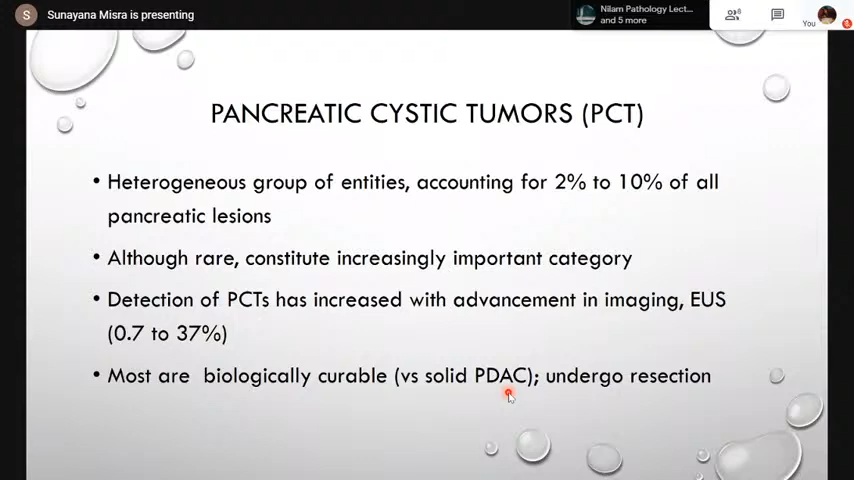 S Sunayana Misra is presenting
Nilam Pathology Lect...
and 5 more
6
You
PANCREATIC CYSTIC TUMORS (PCT)
• Heterogeneous group of entities, accounting for 2% to 10% of all
pancreatic lesions
• Although rare, constitute increasingly important category
• Detection of PCTs has increased with advancement in imaging, EUS
(0.7 to 37%)
• Most are biologically curable (vs solid PDAC); undergo resection